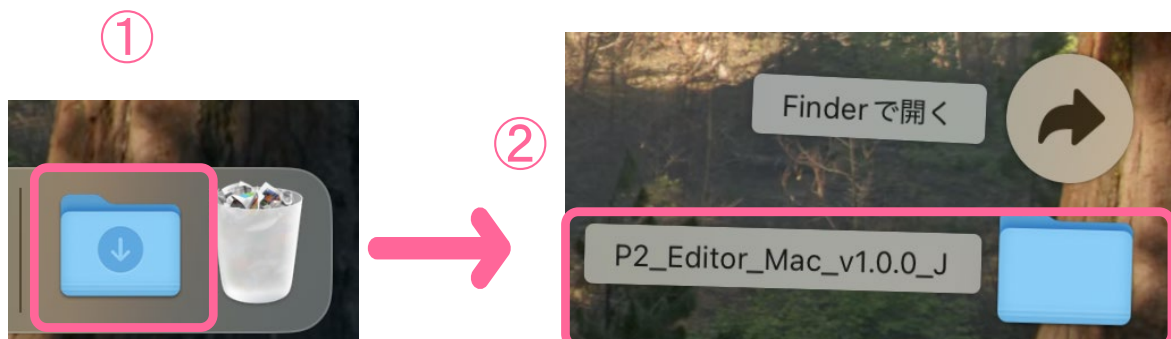 ①
②
Finderで開く
P2_Editor_Mac_v1.0.0_J